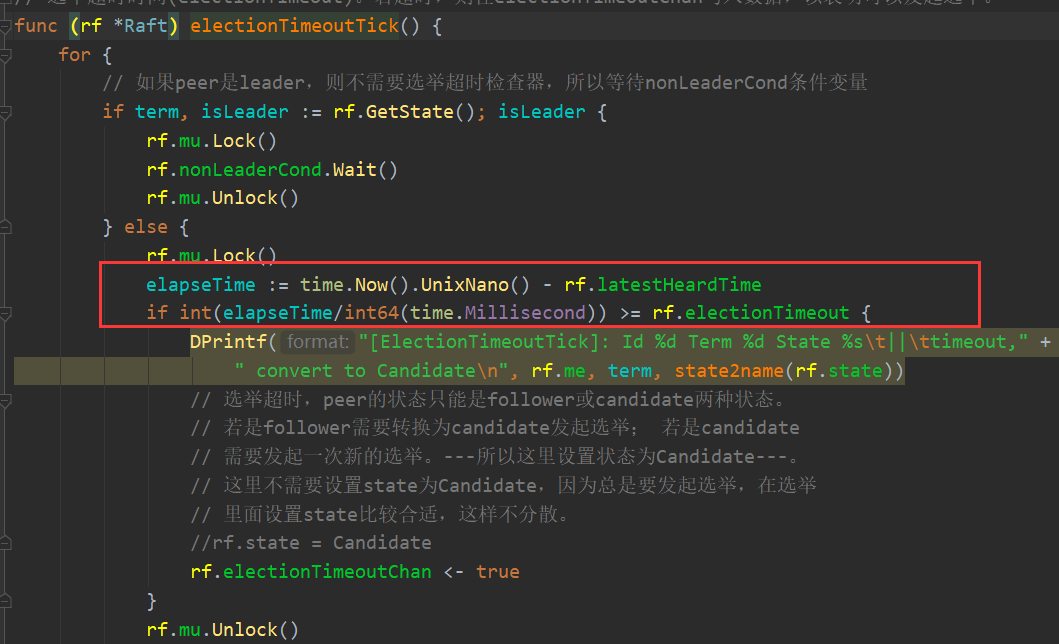 func (rf *Raft) electionTimeoutTick() {
for {
// 如果peer是leader，则不需要选举超时检查器，所以等待nonLeaderCond条件变量
if term, isLeader := rf.GetState(); isLeader {
rf.mu.Lock()
rf.nonLeaderCond.Wait()
rf.mu.Unlock()
} else {
rf.mu.Lock()
elapseTime := time.Now().UnixNano() - rf.latestHeardTime
if int(elapseTime/int64(time.Millisecond)) >= rf.electionTimeout {
DPrintf( format: "[ElectionTimeoutTick]: Id %d Term %d State %s\t||\ttimeout," +
" convert to Candidate\n", rf.me, term, state2name(rf.state))
// 选举超时，peer的状态只能是follower或candidate两种状态。
// 若是follower需要转换为candidate发起选举； 若是candidate
// 需要发起一次新的选举。---所以这里设置状态为Candidate---。
// 这里不需要设置state为Candidate，因为总是要发起选举，在选举
// 里面设置state比较合适，这样不分散。
//rf.state = Candidate
rf.electionTimeoutChan <- true
}
rf.mu.Unlock()